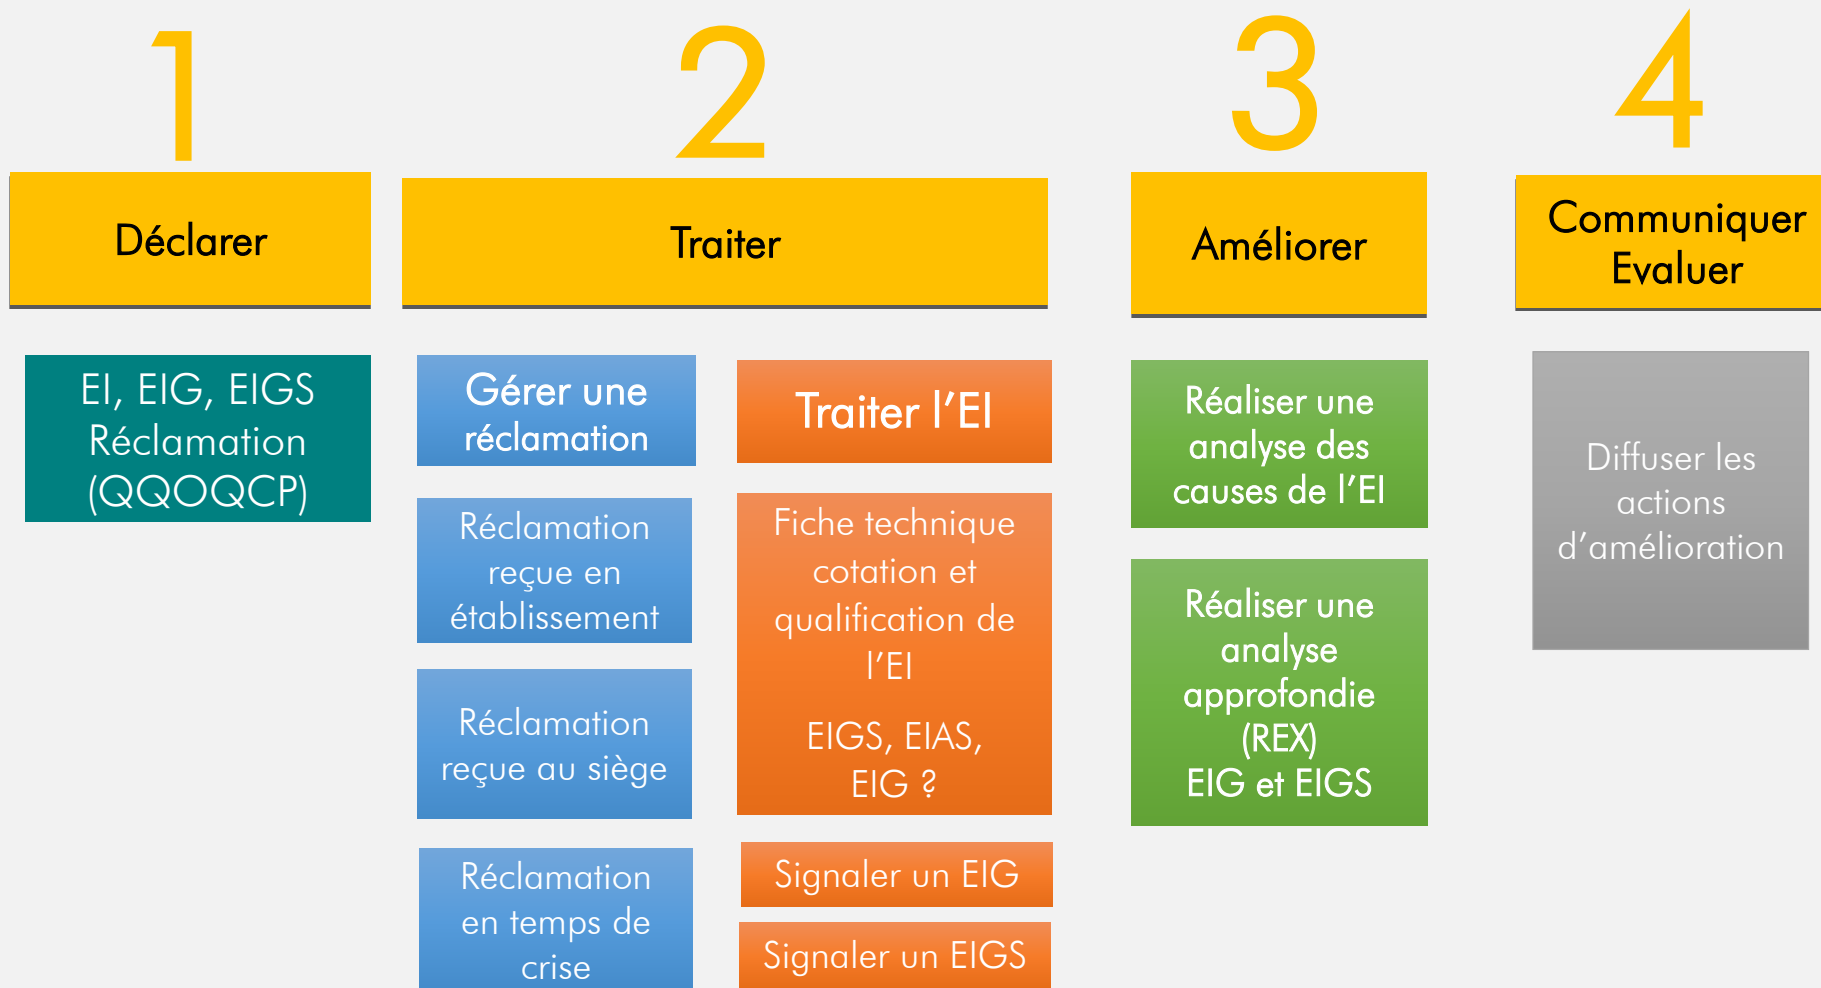 1
Déclarer
EI, EIG, EIGS
Réclamation
(QQOQCP)
2
Traiter
Gérer une
réclamation
Réclamation
reçue en
établissement
Réclamation
reçue au siège
Réclamation
en temps de
crise
Traiter l’EI
Fiche technique
cotation et
qualification de
l’EI
EIGS, EIAS,
EIG ?
Signaler un EIG
Signaler un EIGS
3
Améliorer
Réaliser une
analyse des
causes de l’EI
Réaliser une
analyse
approfondie
(REX)
EIG et EIGS
4
Communiquer
Evaluer
Diffuser les
actions
d’amélioration